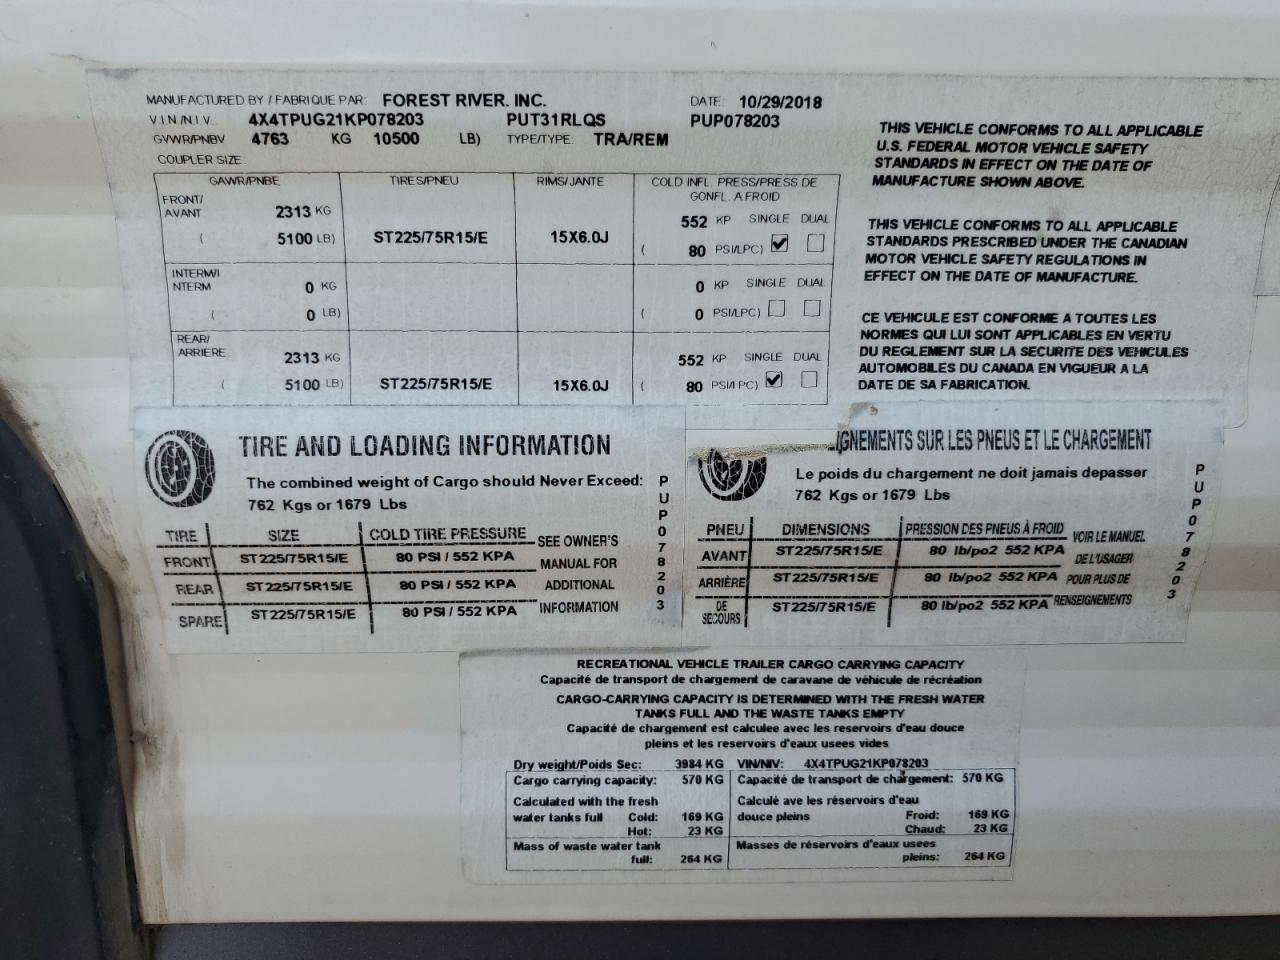 MANUFACTURED BY / FABRIQUE PAR: FOREST RIVER. INC. DATE: 10/29/2018
V.I.N/N.I.V. 4X4TPUG21KP078203 PUT31RLQS PUP078203
GVWR/PNBV 4763 KG 10500 LB) TYPE/TYPE: TRA/REM
COUPLER SIZE
GAWR/PNBE TIRES/PNEU RIMS/JANTE COLD INFL. PRESS/PRESS DE
GONFL. A FROID
FRONT/
AVANT 2313 KG 552 KP SINGLE DUAL
( 5100 LB) ST225/75R15/E 15X6.0J ( 80 PSI/LPC)
INTERM/I
NTERM 0 KG 0 KP SINGLE DUAL
( 0 LB) ( 0 PSI/LPC)
REAR/
ARRIERE 2313 KG 552 KP SINGLE DUAL
( 5100 LB) ST225/75R15/E 15X6.0J ( 80 PSI/LPC)
THIS VEHICLE CONFORMS TO ALL APPLICABLE
U.S. FEDERAL MOTOR VEHICLE SAFETY
STANDARDS IN EFFECT ON THE DATE OF
MANUFACTURE SHOWN ABOVE.
THIS VEHICLE CONFORMS TO ALL APPLICABLE
STANDARDS PRESCRIBED UNDER THE CANADIAN
MOTOR VEHICLE SAFETY REGULATIONS IN
EFFECT ON THE DATE OF MANUFACTURE.
CE VEHICULE EST CONFORME A TOUTES LES
NORMES QUI LUI SONT APPLICABLES EN VERTU
DU REGLEMENT SUR LA SECURITE DES VEHICULES
AUTOMOBILES DU CANADA EN VIGUEUR A LA
DATE DE SA FABRICATION.
TIRE AND LOADING INFORMATION
The combined weight of Cargo should Never Exceed:
762 Kgs or 1679 Lbs
TIRE SIZE COLD TIRE PRESSURE SEE OWNER'S
FRONT ST225/75R15/E 80 PSI / 552 KPA MANUAL FOR
REAR ST225/75R15/E 80 PSI / 552 KPA ADDITIONAL
SPARE ST225/75R15/E 80 PSI / 552 KPA INFORMATION
PUP078203
IGNEMENTS SUR LES PNEUS ET LE CHARGEMENT
Le poids du chargement ne doit jamais depasser
762 Kgs or 1679 Lbs
PNEU DIMENSIONS PRESSION DES PNEUS À FROID VOIR LE MANUEL
AVANT ST225/75R15/E 80 lb/po2 552 KPA DE L'USAGER
ARRIÈRE ST225/75R15/E 80 lb/po2 552 KPA POUR PLUS DE
DE
SECOURS ST225/75R15/E 80 lb/po2 552 KPA RENSEIGNEMENTS
PUP078203
RECREATIONAL VEHICLE TRAILER CARGO CARRYING CAPACITY
Capacité de transport de chargement de caravane de véhicule de récréation
CARGO-CARRYING CAPACITY IS DETERMINED WITH THE FRESH WATER
TANKS FULL AND THE WASTE TANKS EMPTY
Capacité de chargement est calculee avec les reservoirs d'eau douce
pleins et les reservoirs d'eaux usees vides
Dry weight/Poids Sec: 3984 KG VIN/NIV: 4X4TPUG21KP078203
Cargo carrying capacity: 570 KG Capacité de transport de chargement: 570 KG
Calculated with the fresh Calculé ave les réservoirs d'eau
water tanks full Cold: 169 KG douce pleins Froid: 169 KG
Hot: 23 KG Chaud: 23 KG
Mass of waste water tank Masses de réservoirs d'eaux usees
full: 264 KG pleins: 264 KG